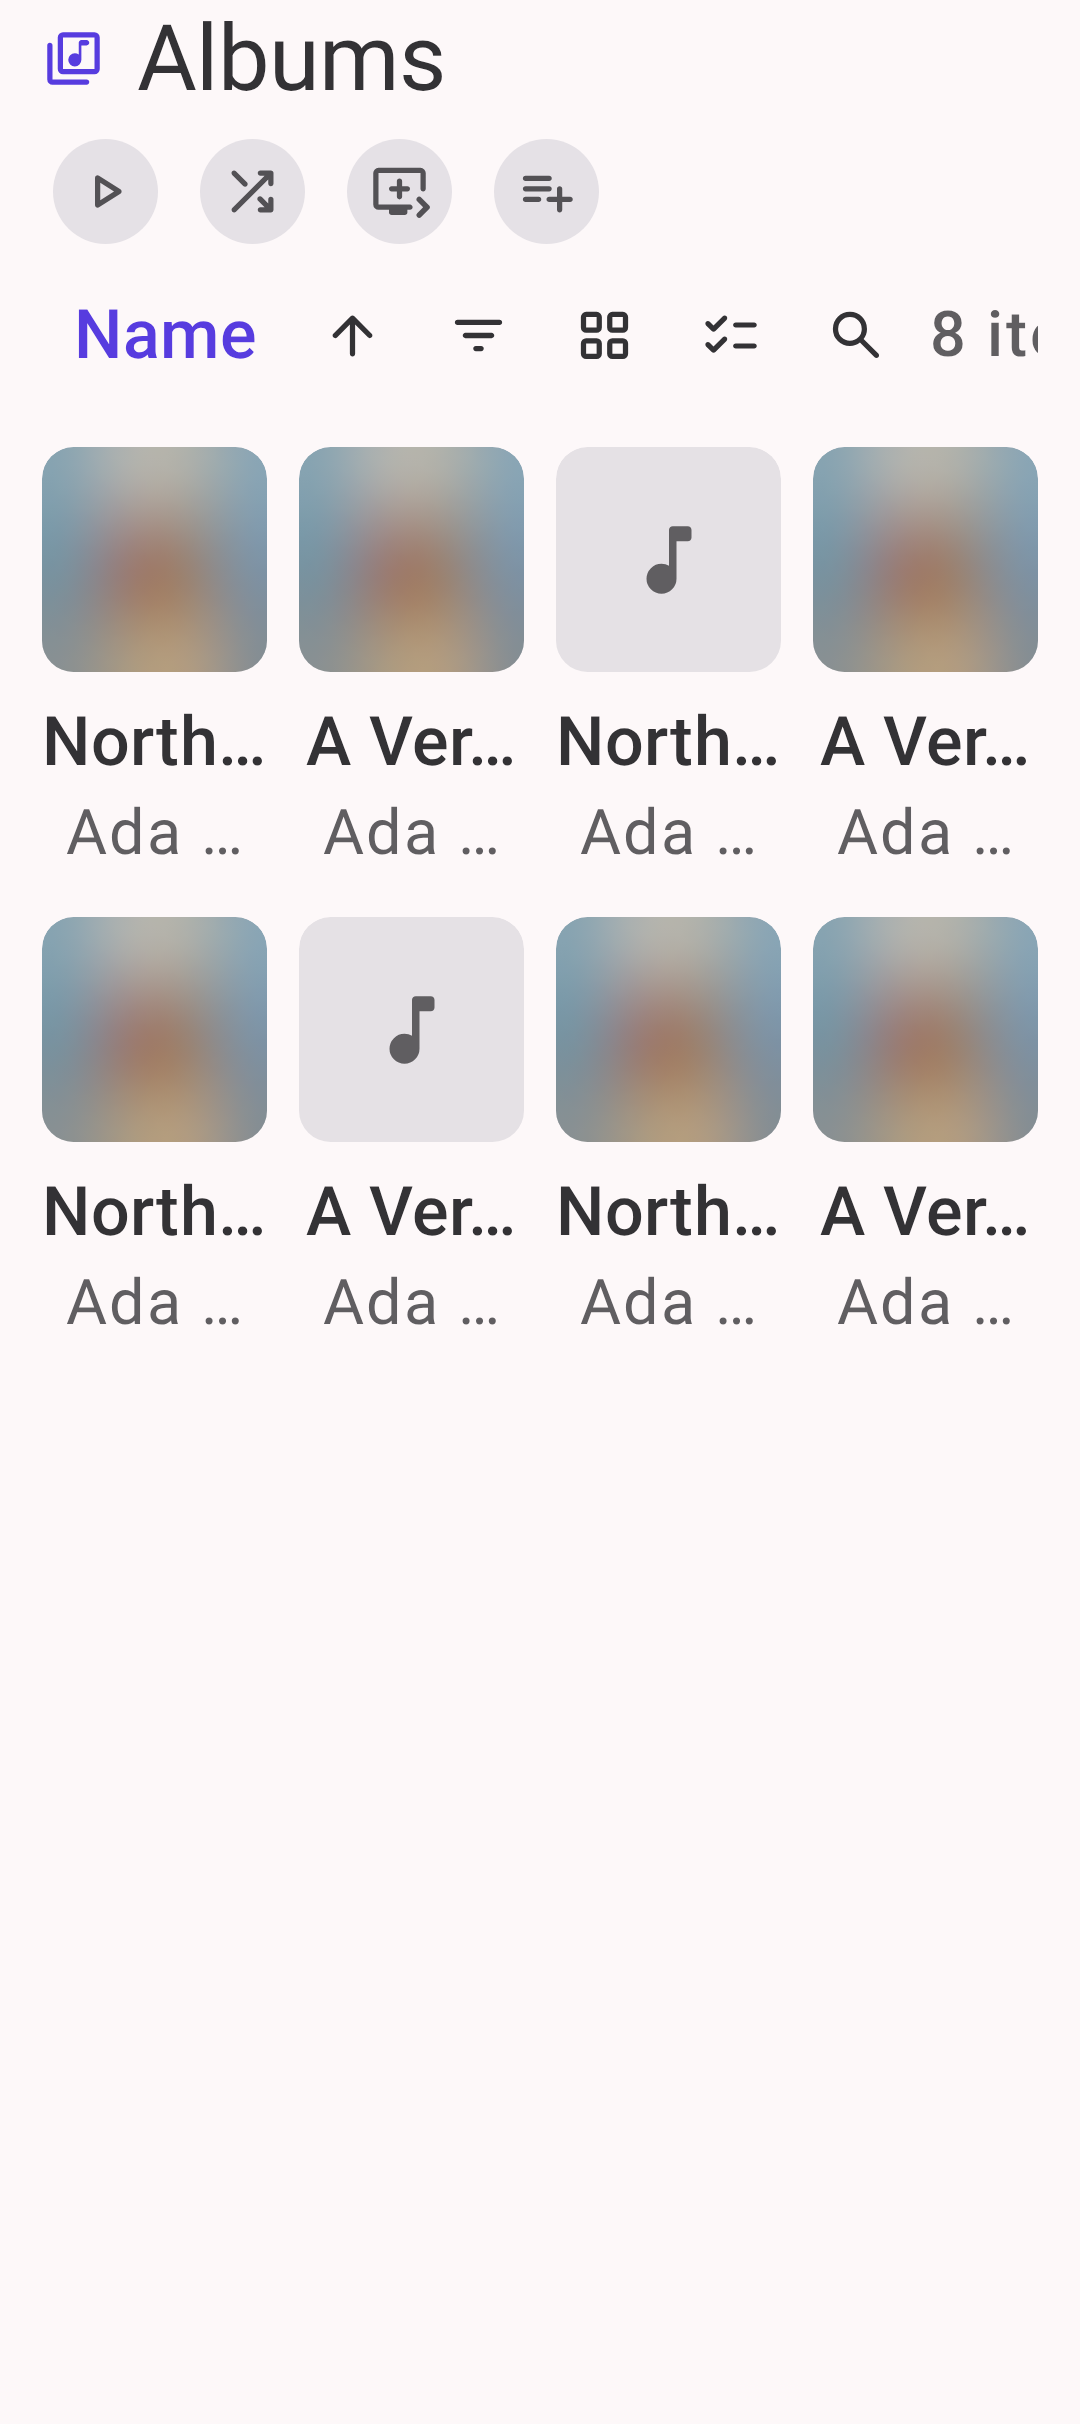 Albums
Name 8 it
North… A Ver… North… A Ver…
Ada … Ada … Ada … Ada …
North… A Ver… North… A Ver…
Ada … Ada … Ada … Ada …